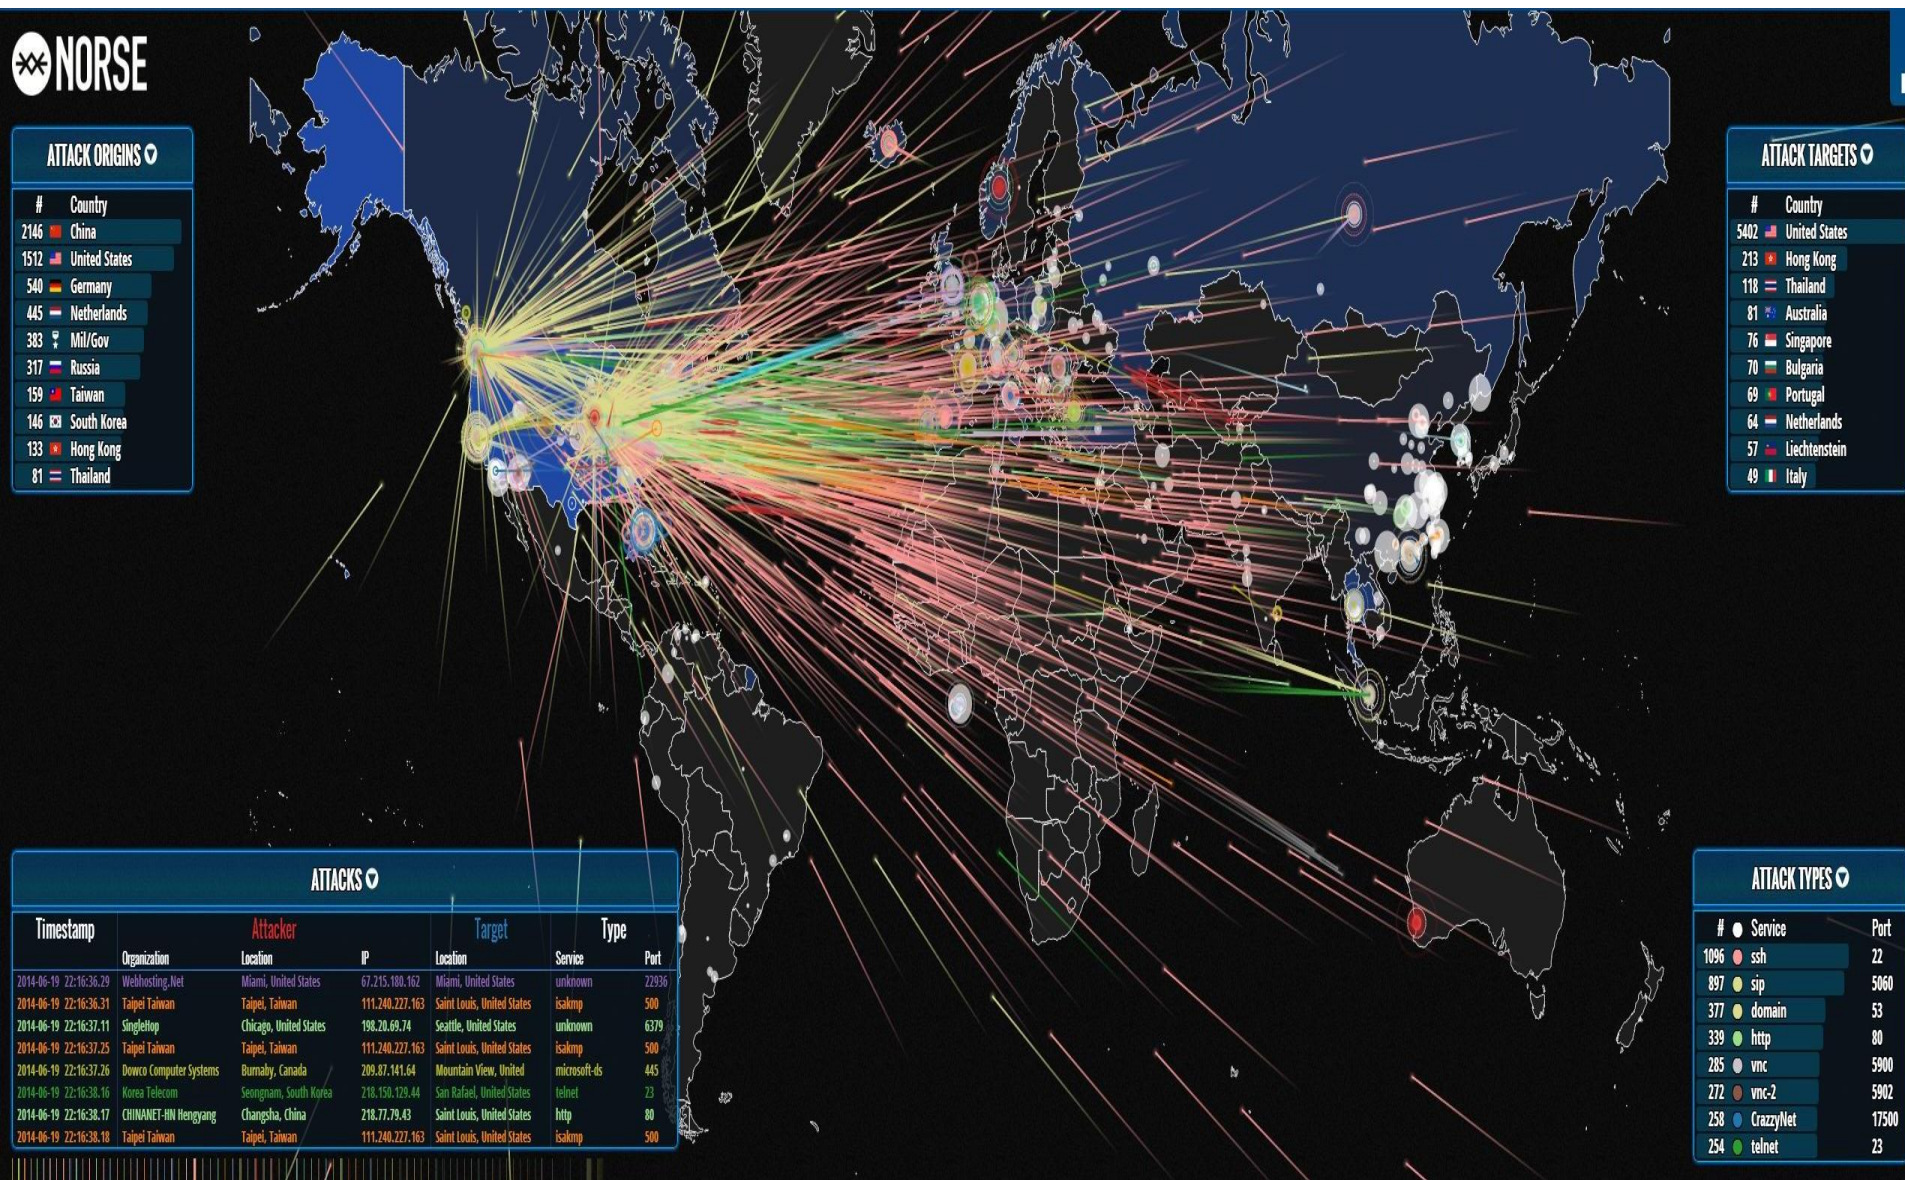 NORSE
ATTACK ORIGINS
# Country
2146 China
1512 United States
540 Germany
445 Netherlands
383 Mil/Gov
317 Russia
159 Taiwan
146 South Korea
133 Hong Kong
81 Thailand
ATTACK TARGETS
# Country
5402 United States
213 Hong Kong
118 Thailand
81 Australia
76 Singapore
70 Bulgaria
69 Portugal
64 Netherlands
57 Liechtenstein
49 Italy
ATTACKS
Timestamp Attacker Target Type
Organization Location IP Location Service Port
2014-06-19 22:16:36.29 Webhosting.Net Miami, United States 67.215.180.162 Miami, United States unknown 22936
2014-06-19 22:16:36.31 Taipei Taiwan Taipei, Taiwan 111.240.227.163 Saint Louis, United States isakmp 500
2014-06-19 22:16:37.11 SingleHop Chicago, United States 198.20.69.74 Seattle, United States unknown 6379
2014-06-19 22:16:37.25 Taipei Taiwan Taipei, Taiwan 111.240.227.163 Saint Louis, United States isakmp 500
2014-06-19 22:16:37.26 Dowco Computer Systems Burnaby, Canada 209.87.141.64 Mountain View, United microsoft-ds 445
2014-06-19 22:16:38.16 Korea Telecom Seongnam, South Korea 218.150.129.44 San Rafael, United States telnet 23
2014-06-19 22:16:38.17 CHINANET-HN Hengyang Changsha, China 218.77.79.43 Saint Louis, United States http 80
2014-06-19 22:16:38.18 Taipei Taiwan Taipei, Taiwan 111.240.227.163 Saint Louis, United States isakmp 500
ATTACK TYPES
# Service Port
1096 ssh 22
897 sip 5060
377 domain 53
339 http 80
285 vnc 5900
272 vnc-2 5902
258 CrazzyNet 17500
254 telnet 23